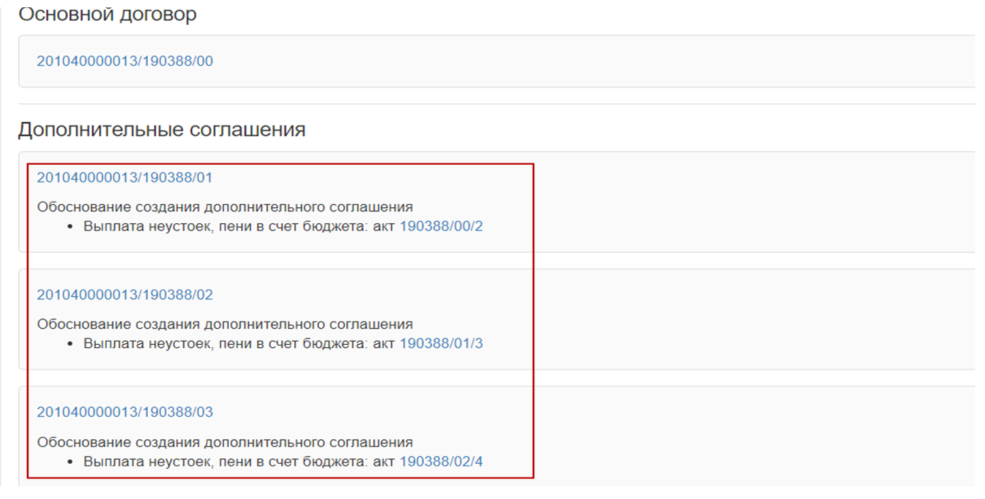 Основной договор
201040000013/190388/00
Дополнительные соглашения
201040000013/190388/01
Обоснование создания дополнительного соглашения
• Выплата неустоек, пени в счет бюджета: акт 190388/00/2
201040000013/190388/02
Обоснование создания дополнительного соглашения
• Выплата неустоек, пени в счет бюджета: акт 190388/01/3
201040000013/190388/03
Обоснование создания дополнительного соглашения
• Выплата неустоек, пени в счет бюджета: акт 190388/02/4